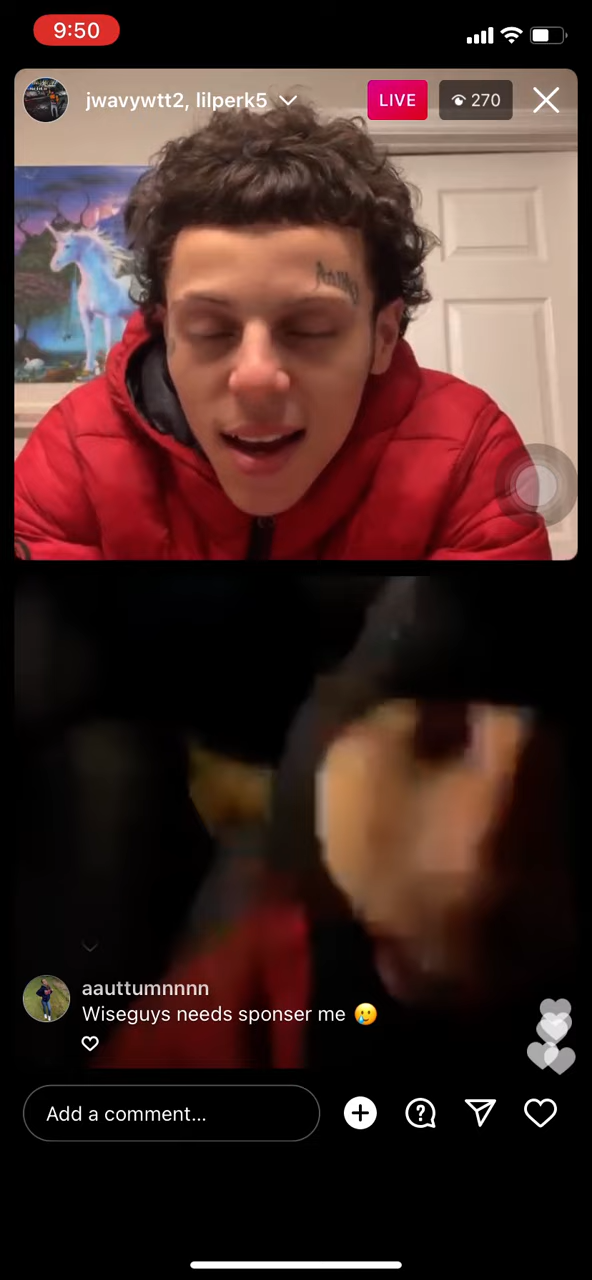 9:50
jwavywtt2, lilperk5
LIVE
270
aauttumnnnn
Wiseguys needs sponser me 🥲
Add a comment...